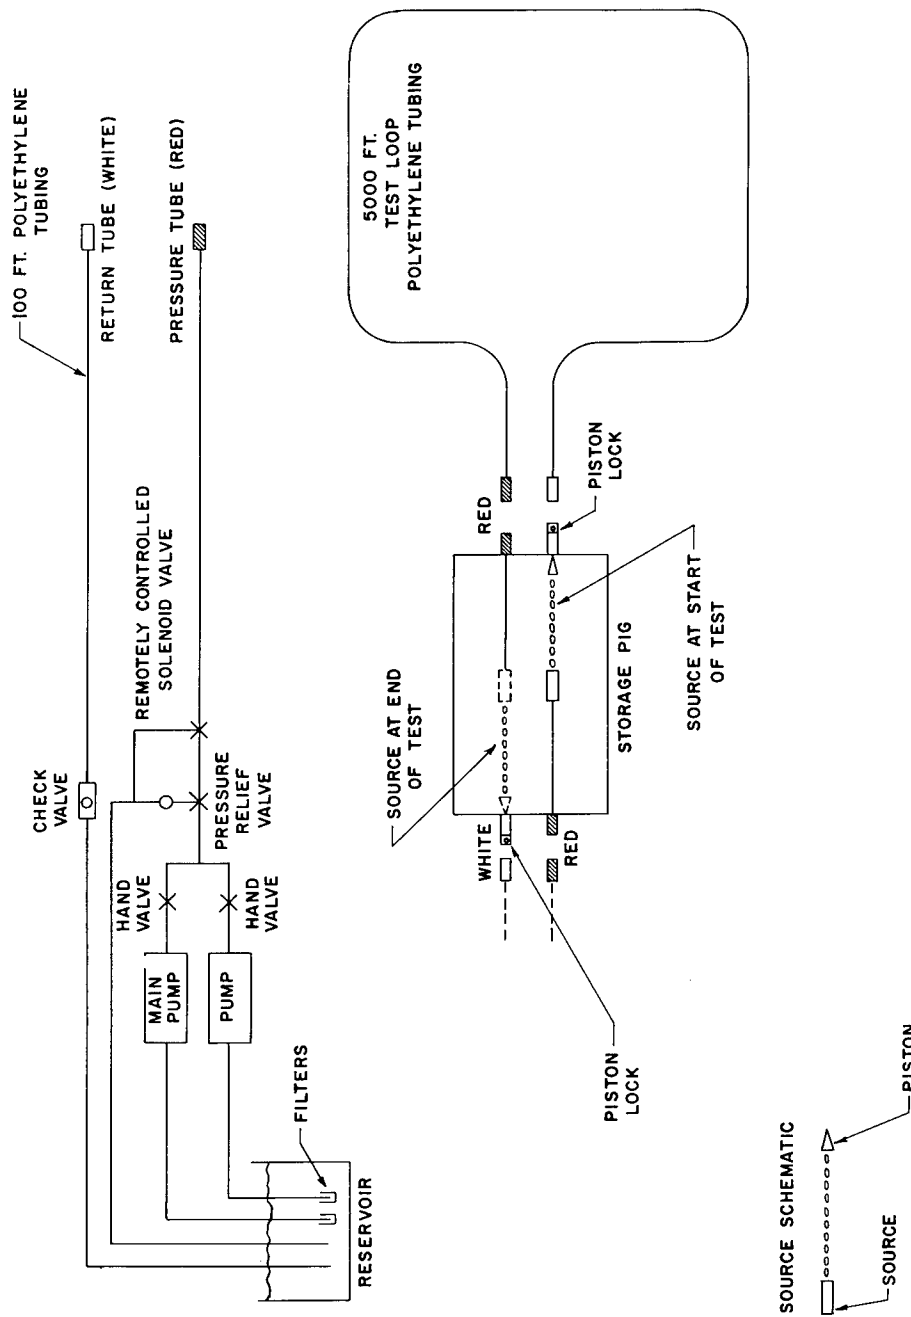 100 FT. POLYETHYLENE
TUBING
RETURN TUBE (WHITE)
PRESSURE TUBE (RED)
REMOTELY CONTROLLED
SOLENOID VALVE
CHECK
VALVE
PRESSURE
RELIEF
VALVE
HAND
VALVE
HAND
VALVE
MAIN
PUMP
PUMP
FILTERS
RESERVOIR
5000 FT.
TEST LOOP
POLYETHYLENE TUBING
RED
PISTON
LOCK
SOURCE AT END
OF TEST
STORAGE PIG
SOURCE AT START
OF TEST
WHITE
RED
PISTON
LOCK
SOURCE SCHEMATIC
PISTON
SOURCE